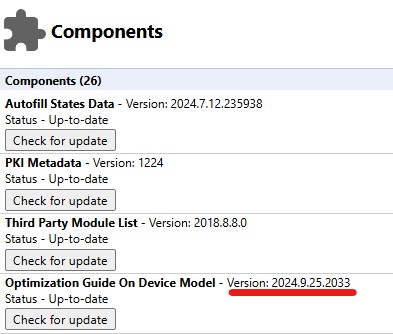 Components
Components (26)
Autofill States Data - Version: 2024.7.12.235938
Status - Up-to-date
Check for update
PKI Metadata - Version: 1224
Status - Up-to-date
Check for update
Third Party Module List - Version: 2018.8.8.0
Status - Up-to-date
Check for update
Optimization Guide On Device Model - Version: 2024.9.25.2033
Status - Up-to-date
Check for update